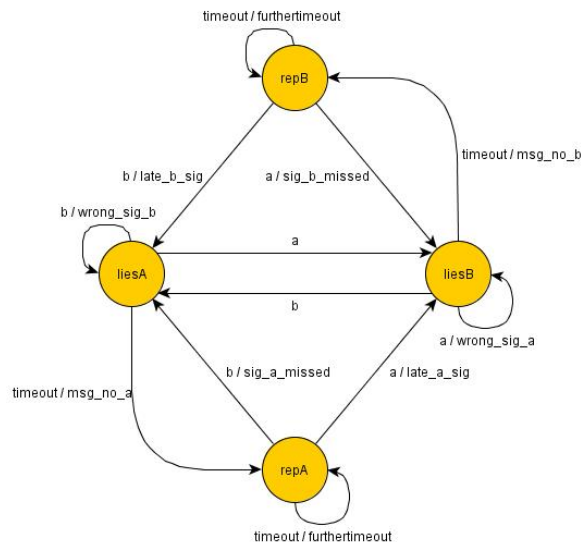 timeout / furthertimeout
repB
timeout / msg_no_b
b / late_b_sig
a / sig_b_missed
b / wrong_sig_b
a
liesA
liesB
b
a / wrong_sig_a
b / sig_a_missed
a / late_a_sig
timeout / msg_no_a
repA
timeout / furthertimeout